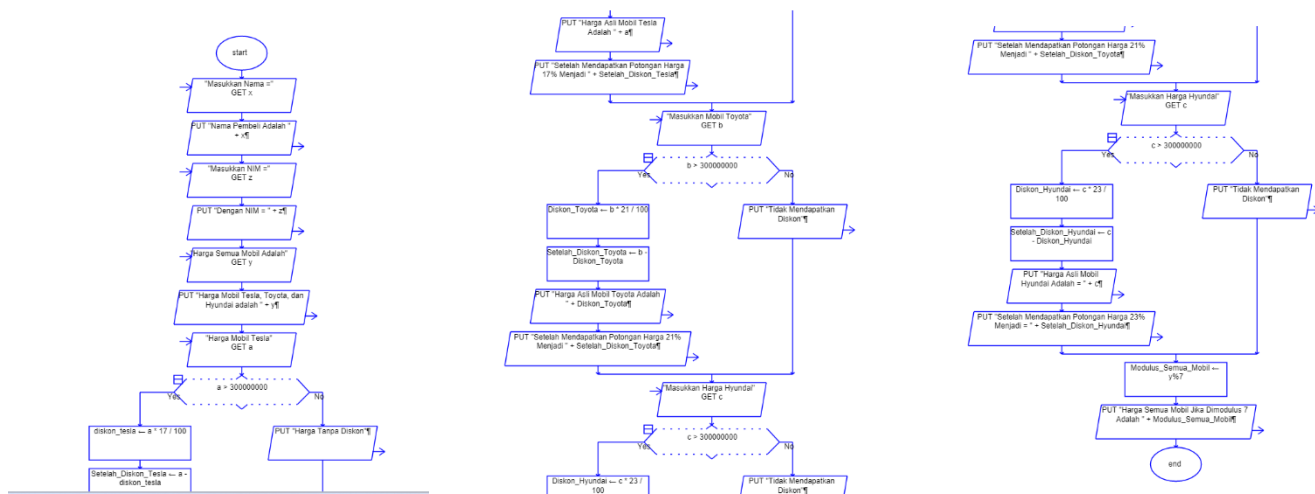 start
"Masukkan Nama ="
GET x
PUT "Nama Pembeli Adalah "
+ x¶
"Masukkan NIM ="
GET z
PUT "Dengan NIM = " + z¶
"Harga Semua Mobil Adalah"
GET y
PUT "Harga Mobil Tesla, Toyota, dan
Hyundai adalah " + y¶
"Harga Mobil Tesla"
GET a
a > 300000000
Yes
No
diskon_tesla ← a * 17 / 100
PUT "Harga Tanpa Diskon"¶
Setelah_Diskon_Tesla ← a -
diskon_tesla
PUT "Harga Asli Mobil Tesla
Adalah " + a¶
PUT "Setelah Mendapatkan Potongan Harga
17% Menjadi " + Setelah_Diskon_Tesla¶
"Masukkan Mobil Toyota"
GET b
b > 300000000
Yes
No
Diskon_Toyota ← b * 21 / 100
PUT "Tidak Mendapatkan
Diskon"¶
Setelah_Diskon_Toyota ← b -
Diskon_Toyota
PUT "Harga Asli Mobil Toyota Adalah
" + Diskon_Toyota¶
PUT "Setelah Mendapatkan Potongan Harga 21%
Menjadi " + Setelah_Diskon_Toyota¶
"Masukkan Harga Hyundai"
GET c
c > 300000000
Yes
No
Diskon_Hyundai ← c * 23 /
100
PUT "Tidak Mendapatkan
Diskon"¶
PUT "Setelah Mendapatkan Potongan Harga 21%
Menjadi " + Setelah_Diskon_Toyota¶
"Masukkan Harga Hyundai"
GET c
c > 300000000
Yes
No
Diskon_Hyundai ← c * 23 /
100
PUT "Tidak Mendapatkan
Diskon"¶
Setelah_Diskon_Hyundai ← c
- Diskon_Hyundai
PUT "Harga Asli Mobil
Hyundai Adalah = " + c¶
PUT "Setelah Mendapatkan Potongan Harga 23%
Menjadi = " + Setelah_Diskon_Hyundai¶
Modulus_Semua_Mobil ←
y%7
PUT "Harga Semua Mobil Jika Dimodulus 7
Adalah " + Modulus_Semua_Mobil¶
end